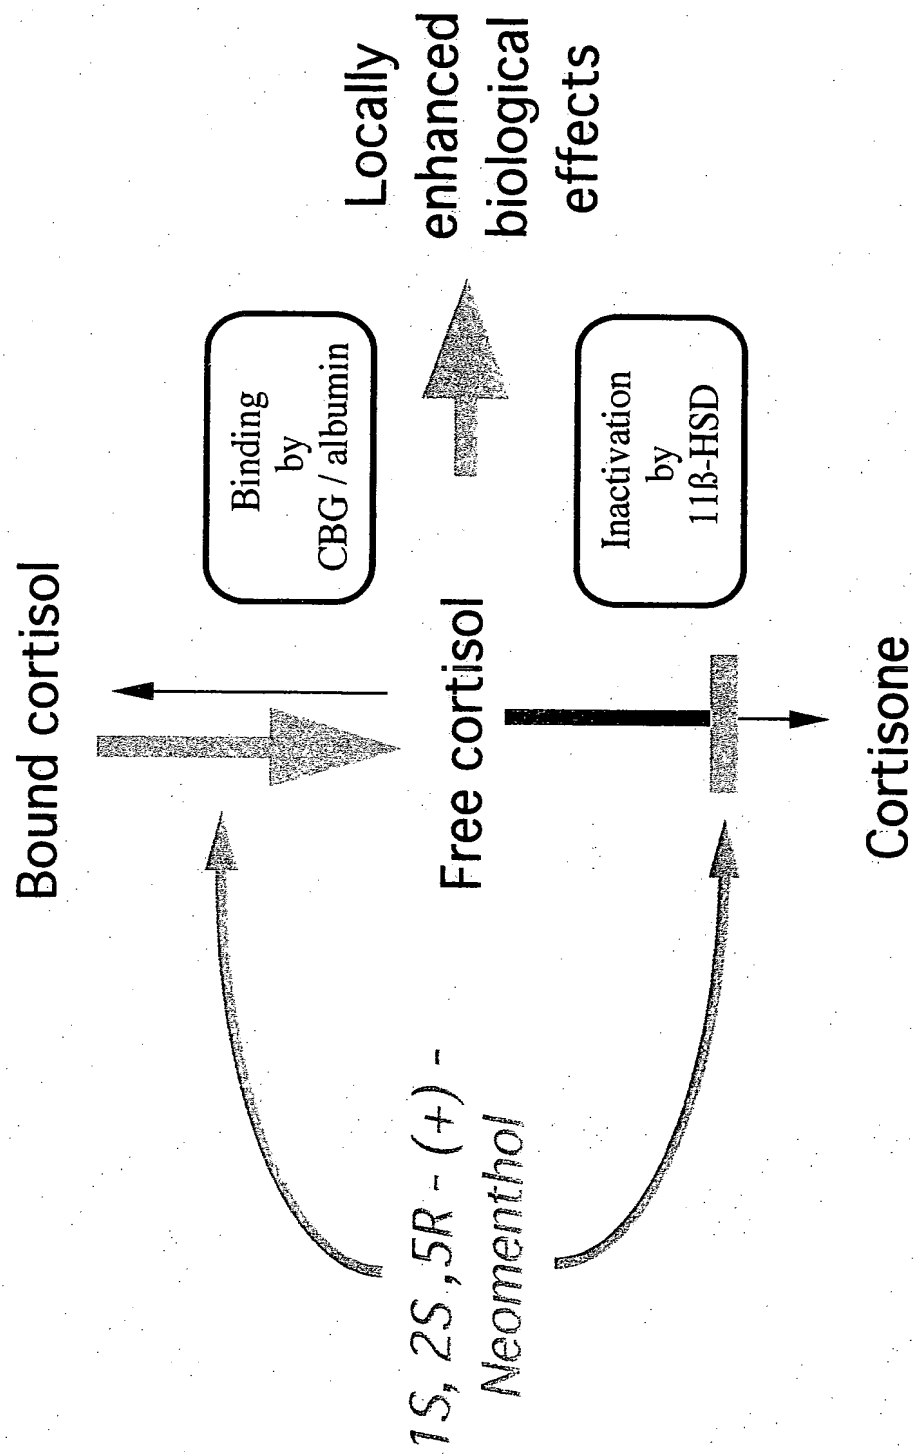 Bound cortisol
Binding
by
CBG / albumin
1S, 2S ,5R - (+) -
Neomenthol
Free cortisol
Locally
enhanced
biological
effects
Inactivation
by
11ß-HSD
Cortisone